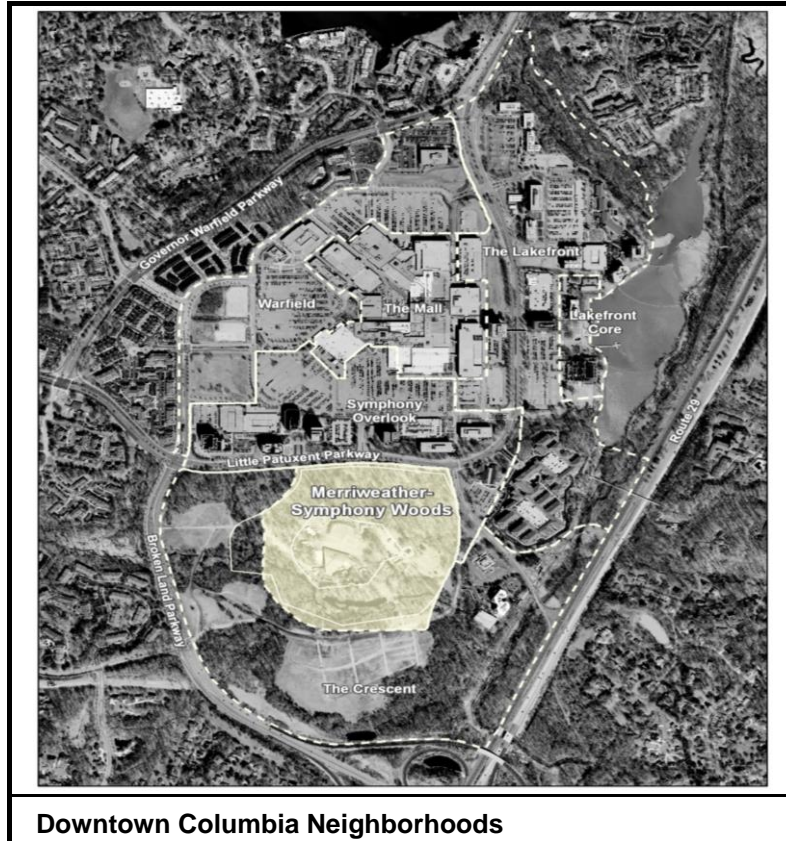 Governor Warfield Parkway
The Lakefront
Warfield
The Mall
Lakefront
Core
Symphony
Overlook
Route 29
Little Patuxent Parkway
Merriweather-
Symphony Woods
Broken Land Parkway
The Crescent
Downtown Columbia Neighborhoods